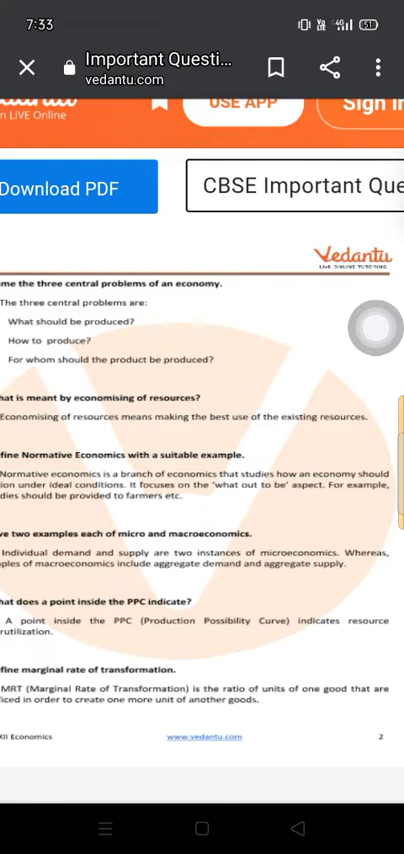 7:33
Vo
LTE
4G
51
Important Questi...
vedantu.com
n LIVE Online
USE APP
Sign in
Download PDF
CBSE Important Que
Vedantu
LIVE ONLINE TUTORING
me the three central problems of an economy.
The three central problems are:
What should be produced?
How to produce?
For whom should the product be produced?
hat is meant by economising of resources?
Economising of resources means making the best use of the existing resources.
fine Normative Economics with a suitable example.
Normative economics is a branch of economics that studies how an economy should
ion under ideal conditions. It focuses on the 'what out to be' aspect. For example,
dies should be provided to farmers etc.
ve two examples each of micro and macroeconomics.
Individual demand and supply are two instances of microeconomics. Whereas,
ples of macroeconomics include aggregate demand and aggregate supply.
hat does a point inside the PPC indicate?
A point inside the PPC (Production Possibility Curve) indicates resource
rutilization.
fine marginal rate of transformation.
MRT (Marginal Rate of Transformation) is the ratio of units of one good that are
ficed in order to create one more unit of another goods.
XII Economics
www.vedantu.com
2